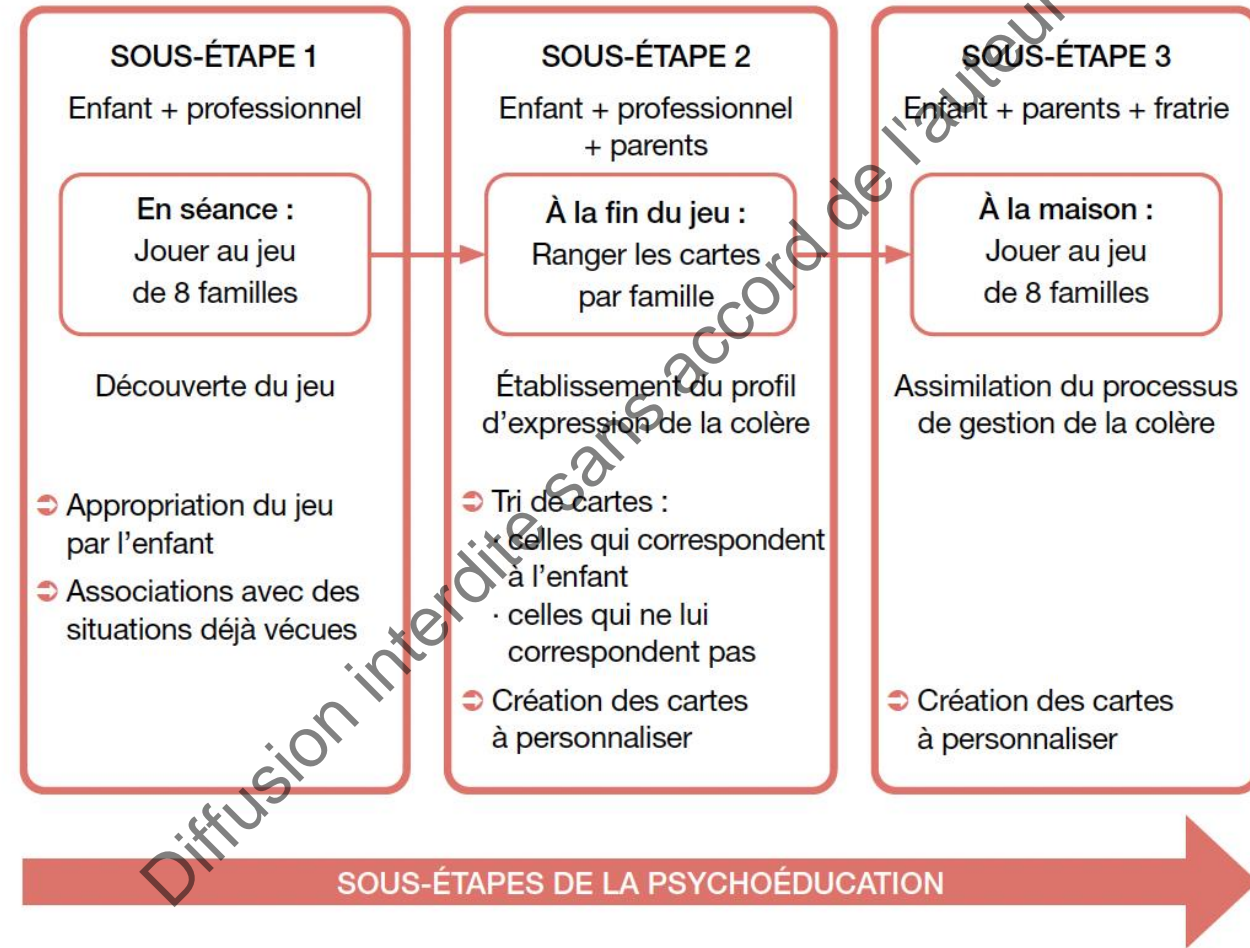 SOUS-ÉTAPE 1
Enfant + professionnel
En séance :
Jouer au jeu
de 8 familles
Découverte du jeu
➲ Appropriation du jeu
par l'enfant
➲ Associations avec des
situations déjà vécues
SOUS-ÉTAPE 2
Enfant + professionnel
+ parents
À la fin du jeu :
Ranger les cartes
par famille
Établissement du profil
d'expression de la colère
➲ Tri de cartes :
· celles qui correspondent
à l'enfant
· celles qui ne lui
correspondent pas
➲ Création des cartes
à personnaliser
SOUS-ÉTAPE 3
Enfant + parents + fratrie
À la maison :
Jouer au jeu
de 8 familles
Assimilation du processus
de gestion de la colère
➲ Création des cartes
à personnaliser
SOUS-ÉTAPES DE LA PSYCHOÉDUCATION
Diffusion interdite sans accord de l'auteur